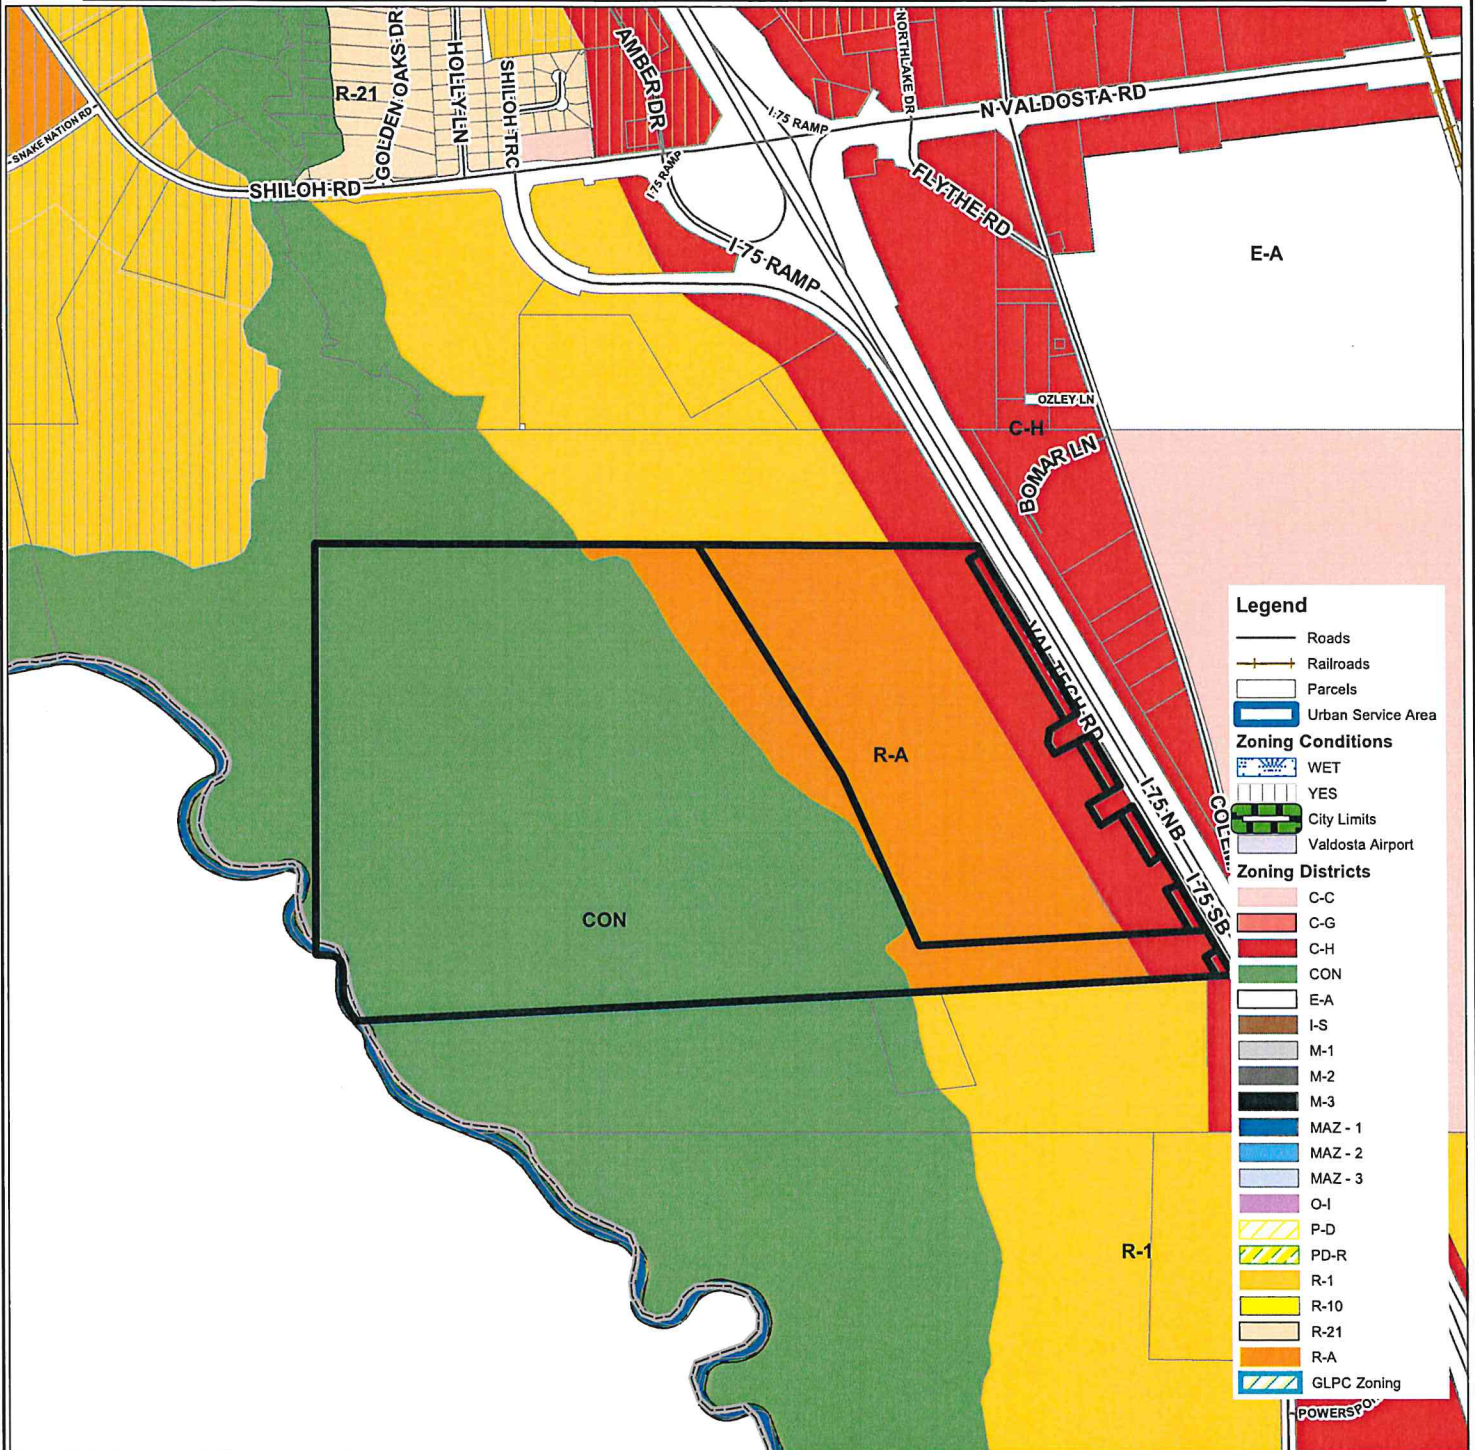 AMBER DR
NORTHLAKE DR
GOLDEN OAKS DR
HOLLY LN
SHILOH TRC
R-21
I-75 RAMP
N VALDOSTA RD
SNAKE NATION RD
SHILOH RD
I-75 RAMP
FLYTHE RD
I-75 RAMP
E-A
OZLEY LN
C-H
BOMAR LN
VAL TECH RD
R-A
I-75 NB
I-75 SB
CON
R-1
Legend
Roads
Railroads
Parcels
Urban Service Area
Zoning Conditions
WET
YES
City Limits
Valdosta Airport
Zoning Districts
C-C
C-G
C-H
CON
E-A
I-S
M-1
M-2
M-3
MAZ - 1
MAZ - 2
MAZ - 3
O-I
P-D
PD-R
R-1
R-10
R-21
R-A
GLPC Zoning